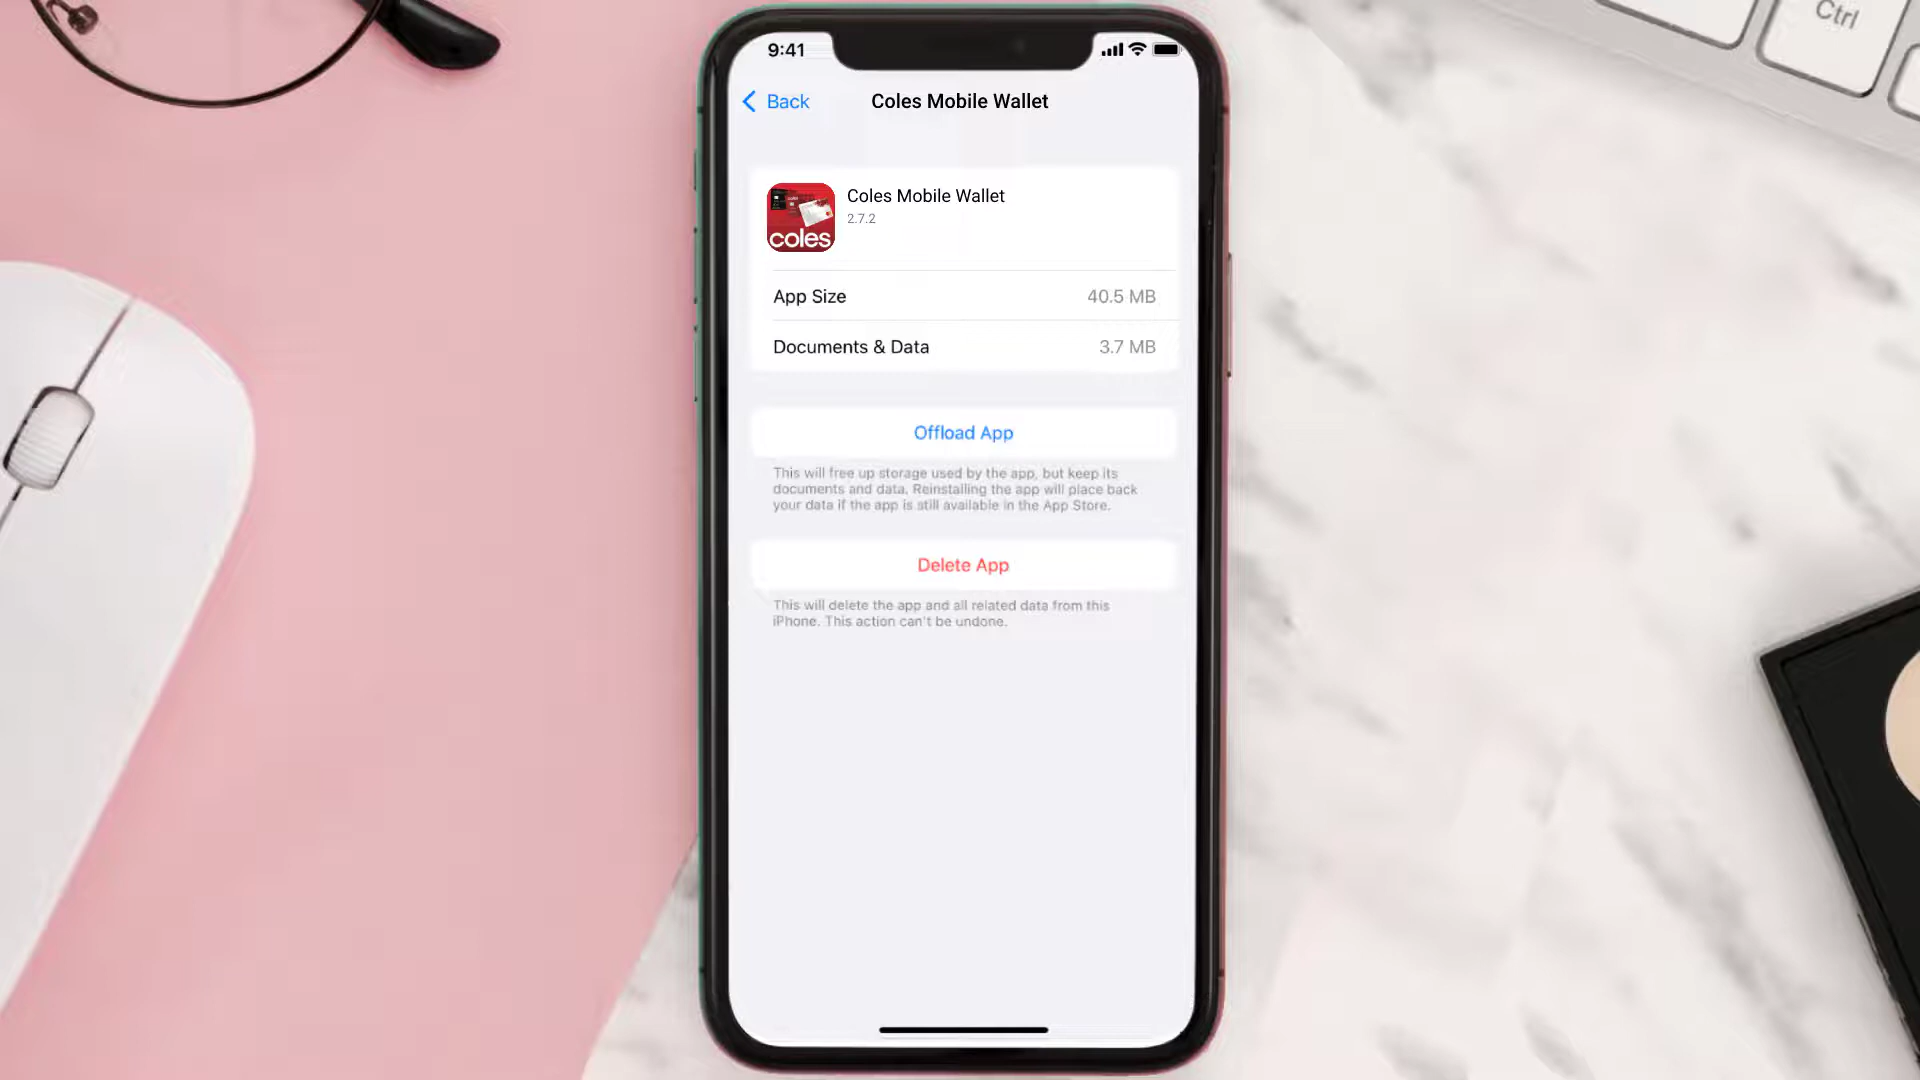 Ctrl
9:41
Back
Coles Mobile Wallet
coles
Coles Mobile Wallet
2.7.2
App Size
40.5 MB
Documents & Data
3.7 MB
Offload App
This will free up storage used by the app, but keep its
documents and data. Reinstalling the app will place back
your data if the app is still available in the App Store.
Delete App
This will delete the app and all related data from this
iPhone. This action can't be undone.